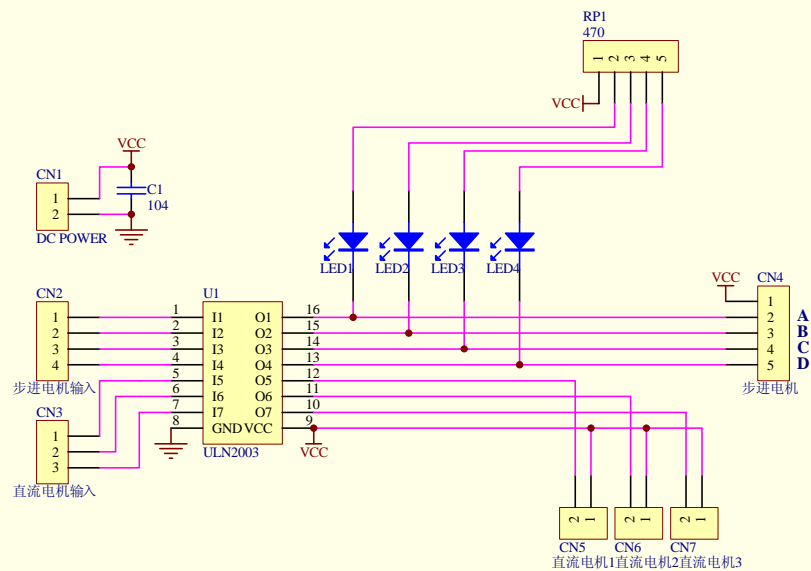 RP1
470
1 2 3 4 5
VCC
VCC
CN1
1
2
DC POWER
C1
104
LED1 LED2 LED3 LED4
VCC
CN4
1
2 A
3 B
4 C
5 D
步进电机
CN2
1
2
3
4
步进电机输入
CN3
1
2
3
直流电机输入
U1
1 I1 O1 16
2 I2 O2 15
3 I3 O3 14
4 I4 O4 13
5 I5 O5 12
6 I6 O6 11
7 I7 O7 10
8 GND VCC 9
ULN2003
VCC
2 1 2 1 2 1
CN5 CN6 CN7
直流电机1 直流电机2 直流电机3